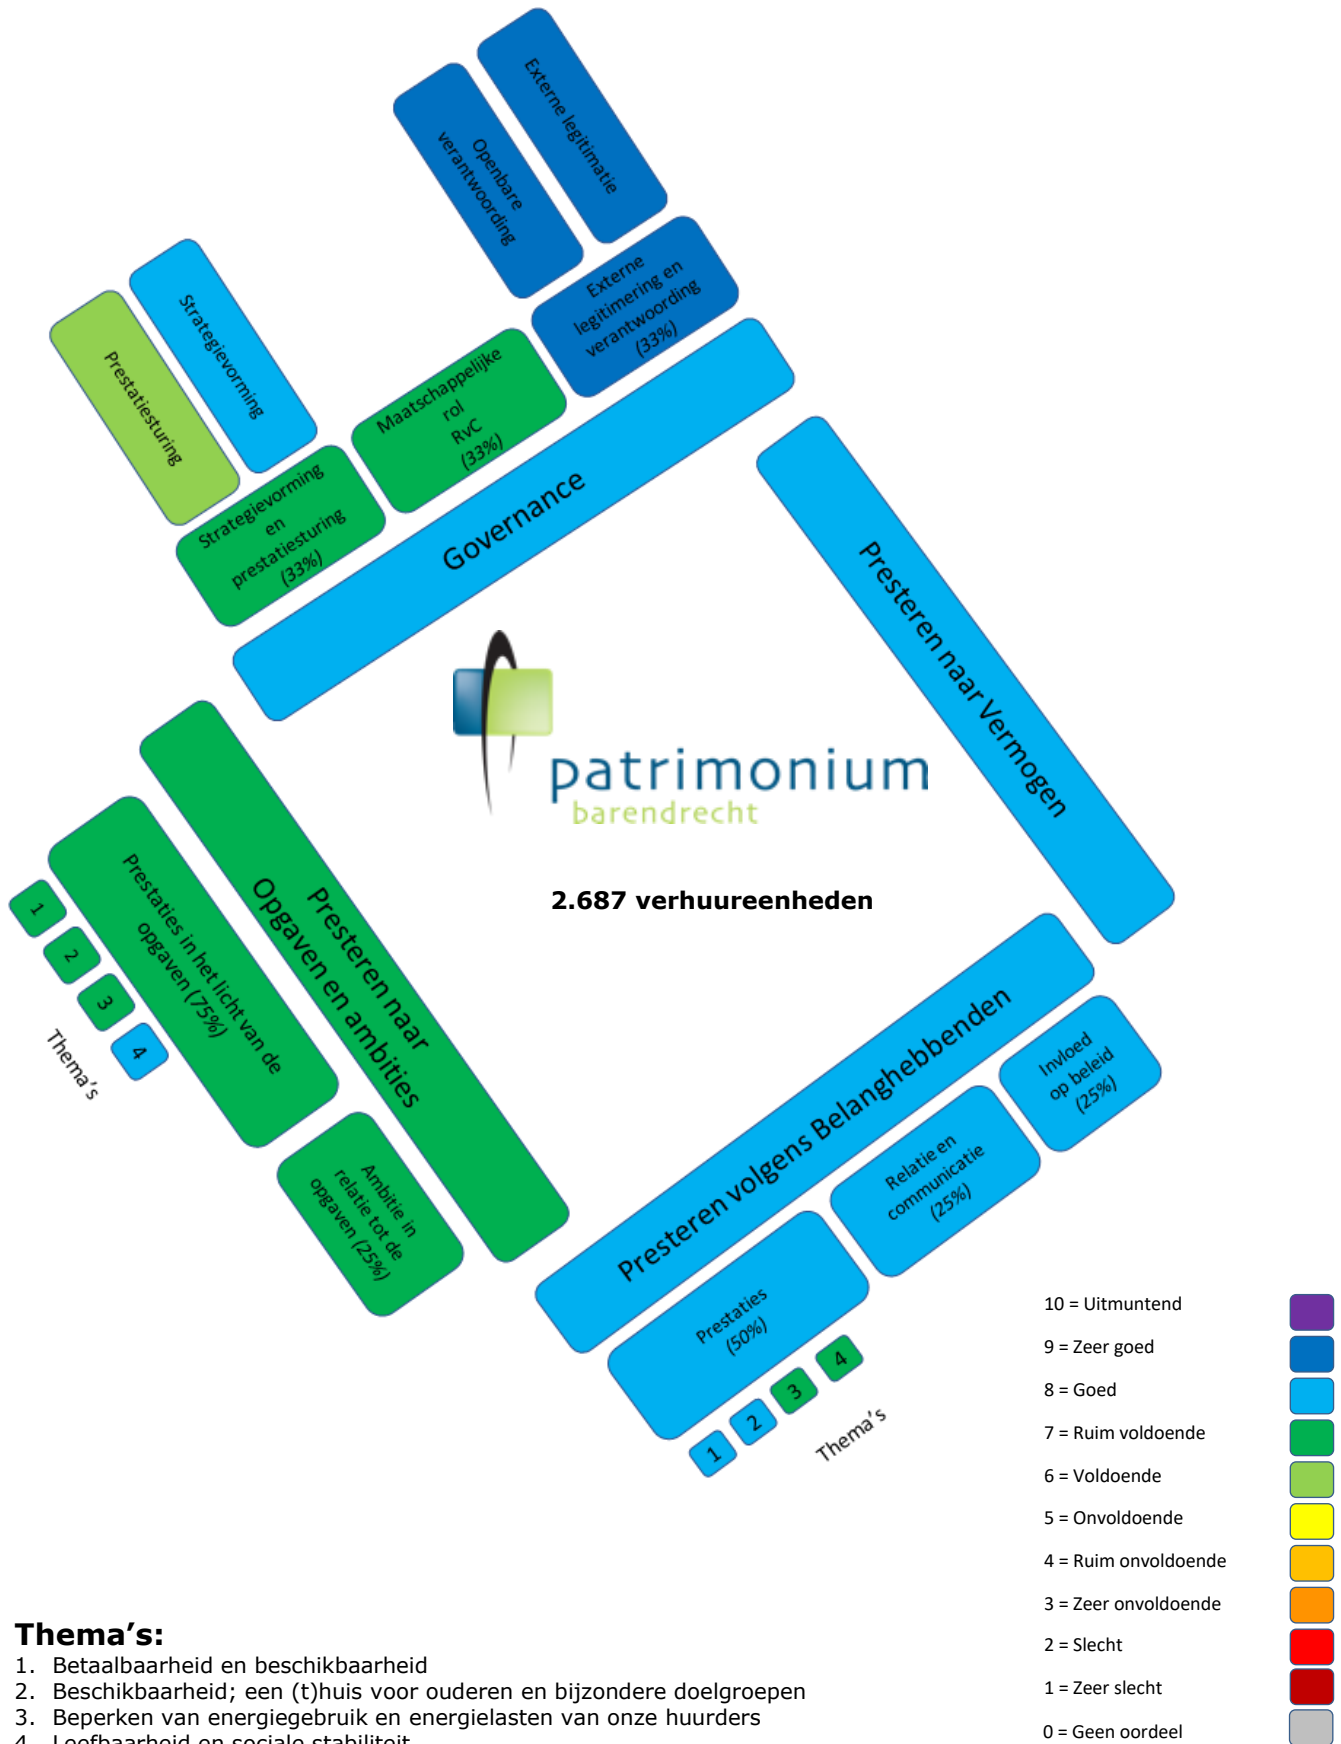 Externe legitimatie
Openbare
verantwoording
Externe
legitimering en
verantwoording
(33%)
Strategievorming
Prestatiesturing
Maatschappelijke
rol
RvC
(33%)
Strategievorming
en
prestatiesturing
(33%)
Governance
Presteren naar Vermogen
patrimonium
barendrecht
2.687 verhuureenheden
Presteren naar
Opgaven en ambities
Prestaties in het licht van de
opgaven (75%)
1
2
3
4
Thema's
Ambitie in
relatie tot de
opgaven (25%)
Presteren volgens Belanghebbenden
Invloed
op beleid
(25%)
Relatie en
communicatie
(25%)
Prestaties
(50%)
1
2
3
4
Thema's
10 = Uitmuntend
9 = Zeer goed
8 = Goed
7 = Ruim voldoende
6 = Voldoende
5 = Onvoldoende
4 = Ruim onvoldoende
3 = Zeer onvoldoende
2 = Slecht
1 = Zeer slecht
0 = Geen oordeel
Thema's:
1. Betaalbaarheid en beschikbaarheid
2. Beschikbaarheid; een (t)huis voor ouderen en bijzondere doelgroepen
3. Beperken van energiegebruik en energielasten van onze huurders
4. Leefbaarheid en sociale stabiliteit